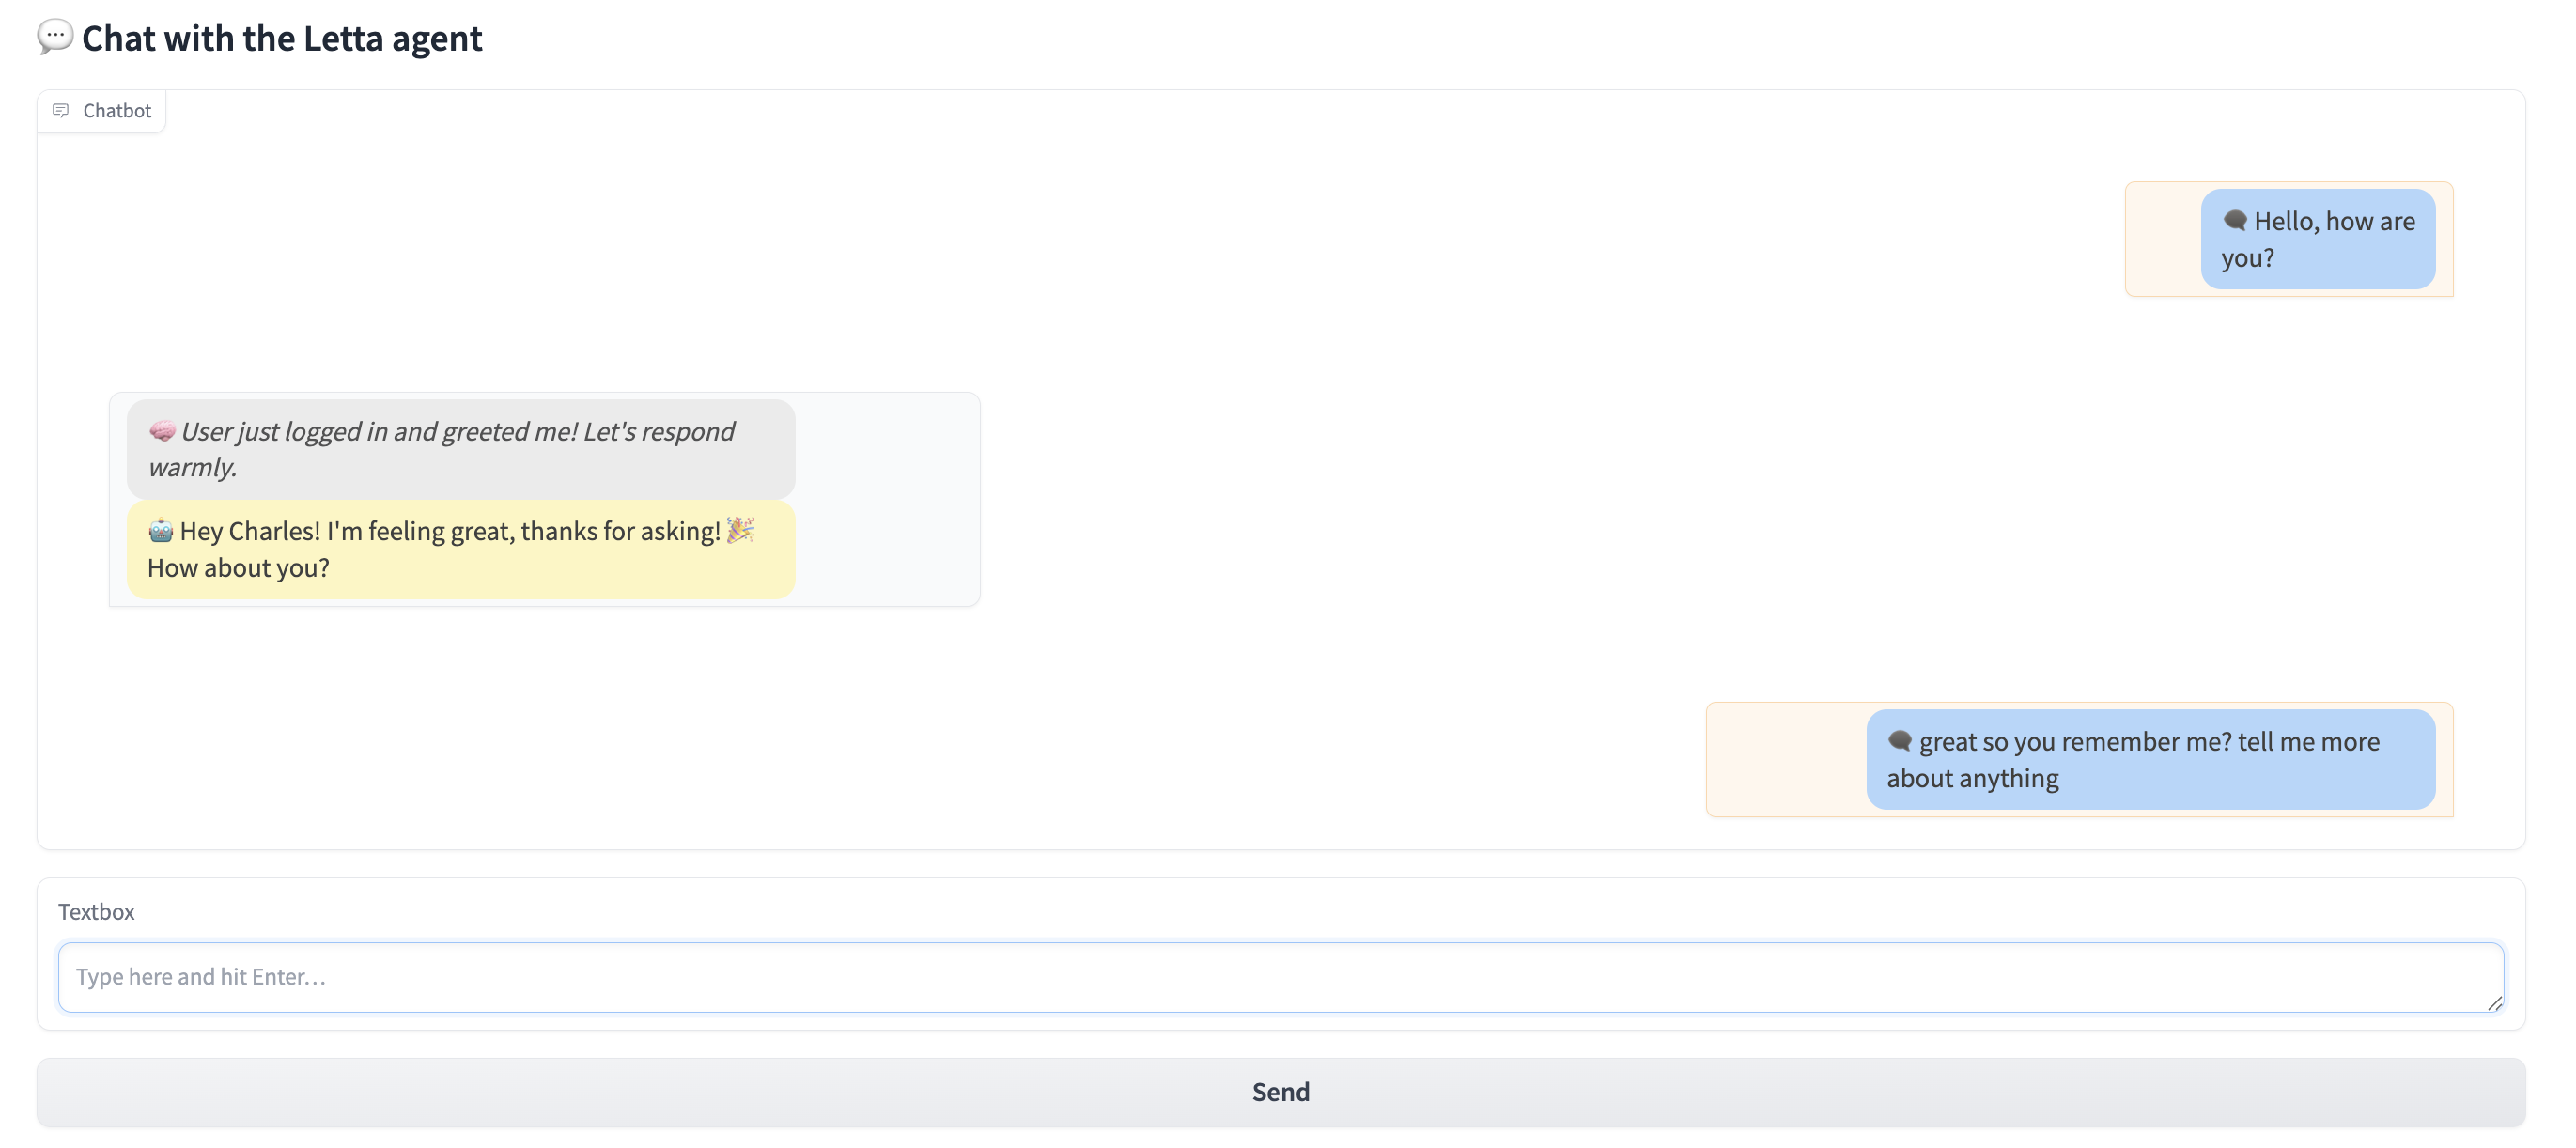 💬 Chat with the Letta agent
Chatbot
🗨 Hello, how are
you?
🧠 User just logged in and greeted me! Let's respond
warmly.
🤖 Hey Charles! I'm feeling great, thanks for asking! 🎉
How about you?
🗨 great so you remember me? tell me more
about anything
Textbox
Type here and hit Enter…
Send